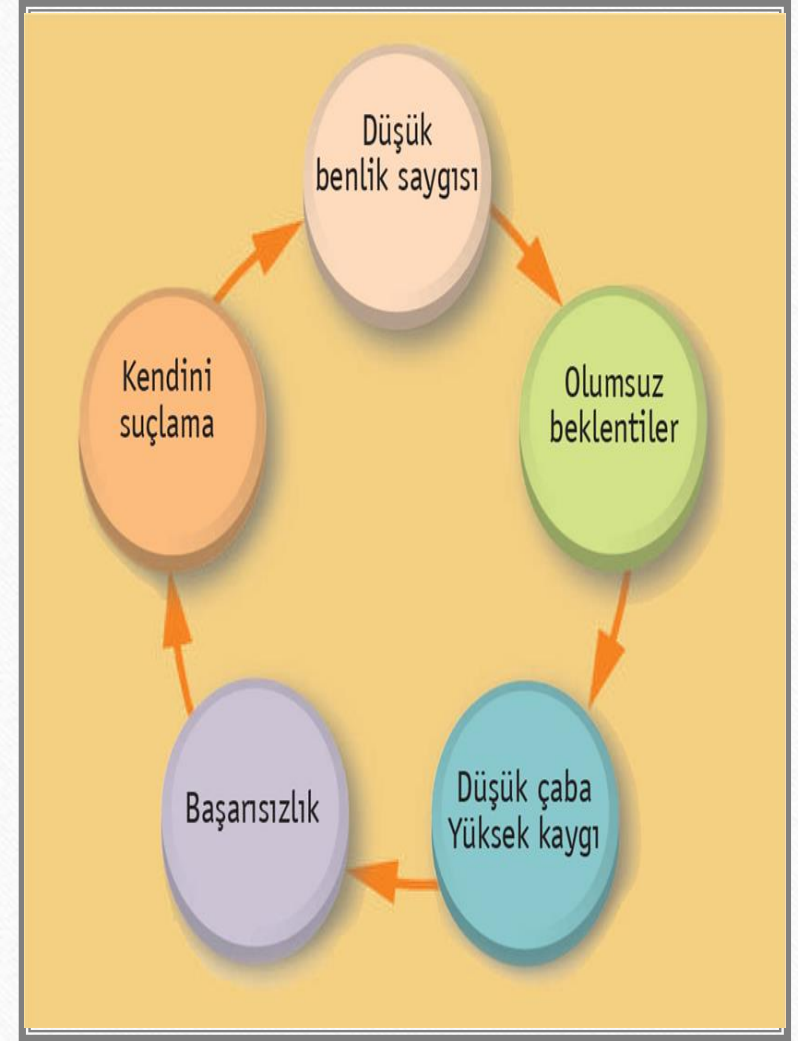 Düşük
benlik saygısı
Olumsuz
beklentiler
Düşük çaba
Yüksek kaygı
Başarısızlık
Kendini
suçlama